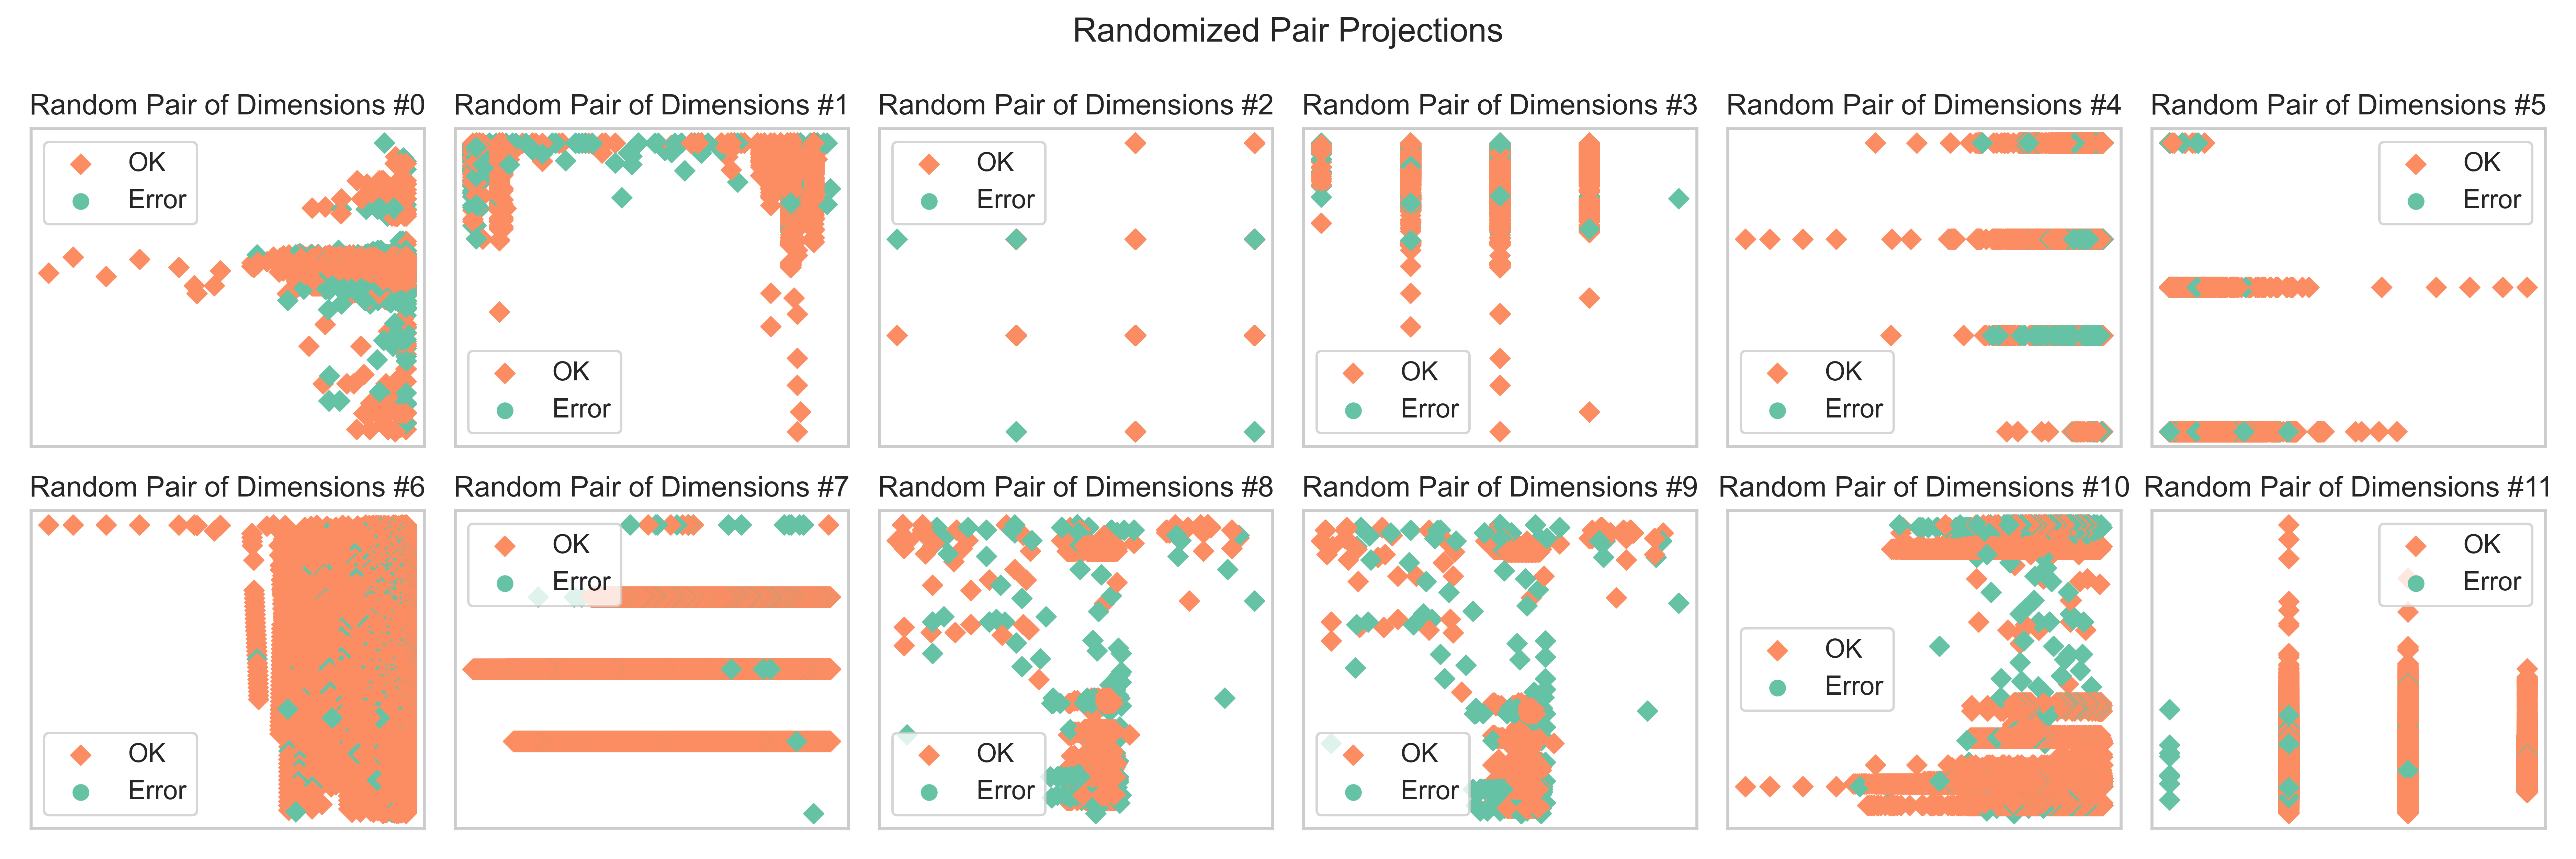 Randomized Pair Projections
Random Pair of Dimensions #0
OK
Error
Random Pair of Dimensions #1
OK
Error
Random Pair of Dimensions #2
OK
Error
Random Pair of Dimensions #3
OK
Error
Random Pair of Dimensions #4
OK
Error
Random Pair of Dimensions #5
OK
Error
Random Pair of Dimensions #6
OK
Error
Random Pair of Dimensions #7
OK
Error
Random Pair of Dimensions #8
OK
Error
Random Pair of Dimensions #9
OK
Error
Random Pair of Dimensions #10
OK
Error
Random Pair of Dimensions #11
OK
Error